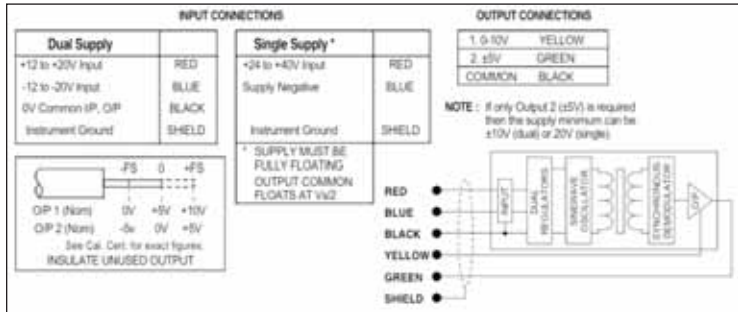 INPUT CONNECTIONS
Dual Supply
+12 to +20V Input RED
-12 to -20V Input BLUE
0V Common I/P, O/P BLACK
Instrument Ground SHIELD
Single Supply *
+24 to +40V Input RED
Supply Negative BLUE
Instrument Ground SHIELD
* SUPPLY MUST BE
FULLY FLOATING
OUTPUT COMMON
FLOATS AT Vs/2
-FS 0 +FS
O/P 1 (Nom) 0V +5V +10V
O/P 2 (Nom) -5v 0V +5V
See Cal. Cert. for exact figures.
INSULATE UNUSED OUTPUT
OUTPUT CONNECTIONS
1. 0-10V YELLOW
2. ±5V GREEN
COMMON BLACK
NOTE : If only Output 2 (±5V) is required
then the supply minimum can be
±10V (dual) or 20V (single).
RED
BLUE
BLACK
YELLOW
GREEN
SHIELD
INPUT
DUAL
REGULATORS
SINEWAVE
OSCILLATOR
SYNCHRONOUS
DEMODULATOR
O/P